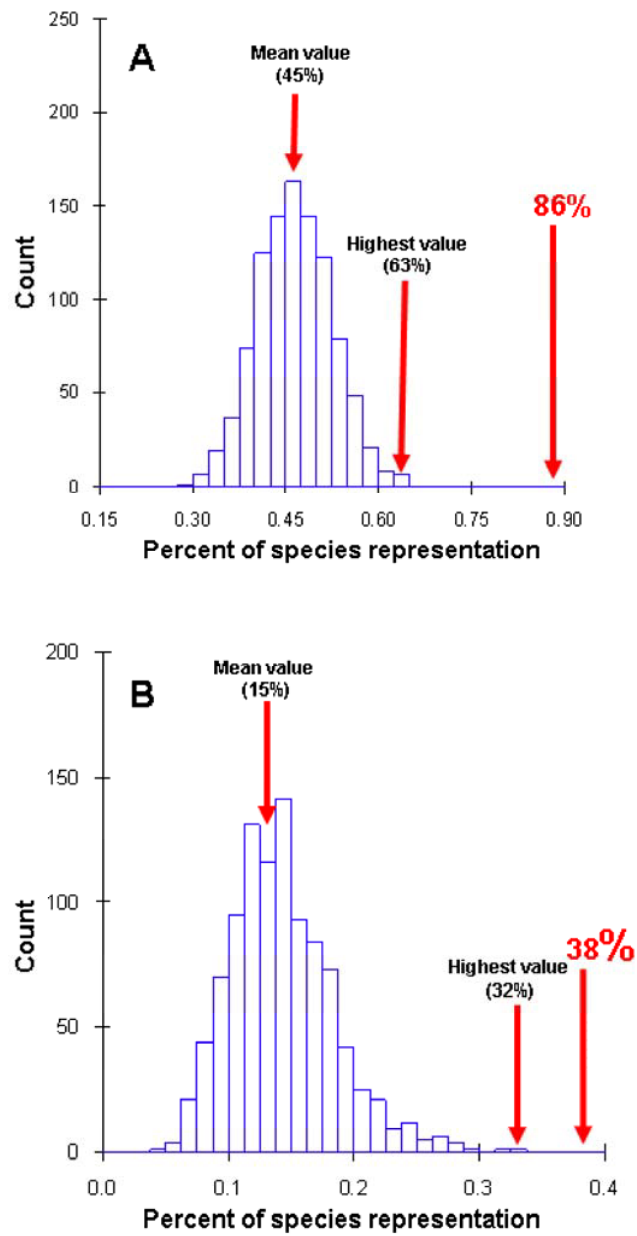 250
A
Mean value
(45%)
200
150
86%
Highest value
(63%)
Count
100
50
0
0.15 0.30 0.45 0.60 0.75 0.90
Percent of species representation
200
Mean value
(15%)
B
150
Count
100
38%
Highest value
(32%)
50
0
0.0 0.1 0.2 0.3 0.4
Percent of species representation